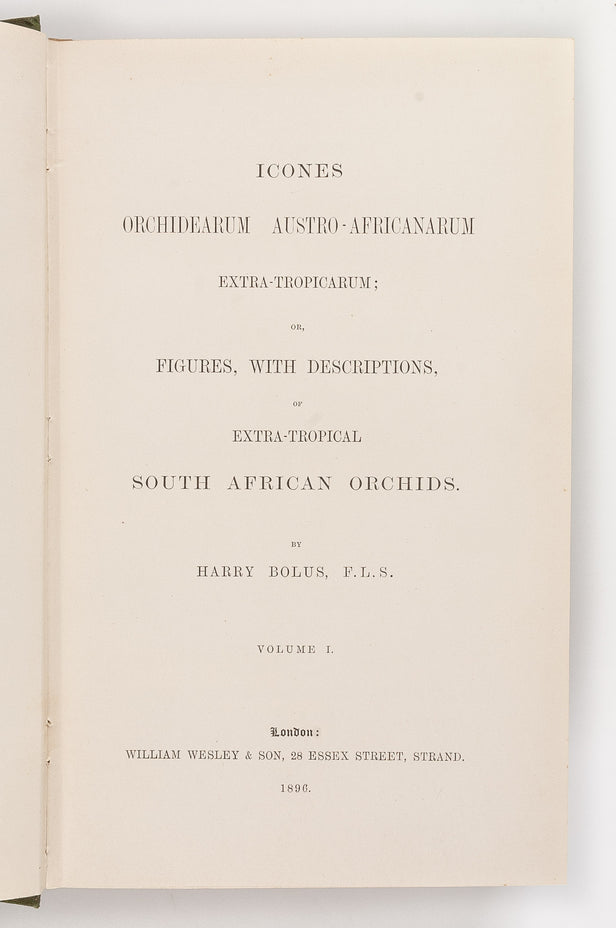 ICONES
ORCHIDEARUM AUSTRO-AFRICANARUM
EXTRA-TROPICARUM;
OR,
FIGURES, WITH DESCRIPTIONS,
OF
EXTRA-TROPICAL
SOUTH AFRICAN ORCHIDS.
BY
HARRY BOLUS, F.L.S.
VOLUME I.
London:
WILLIAM WESLEY & SON, 28 ESSEX STREET, STRAND.
1896.